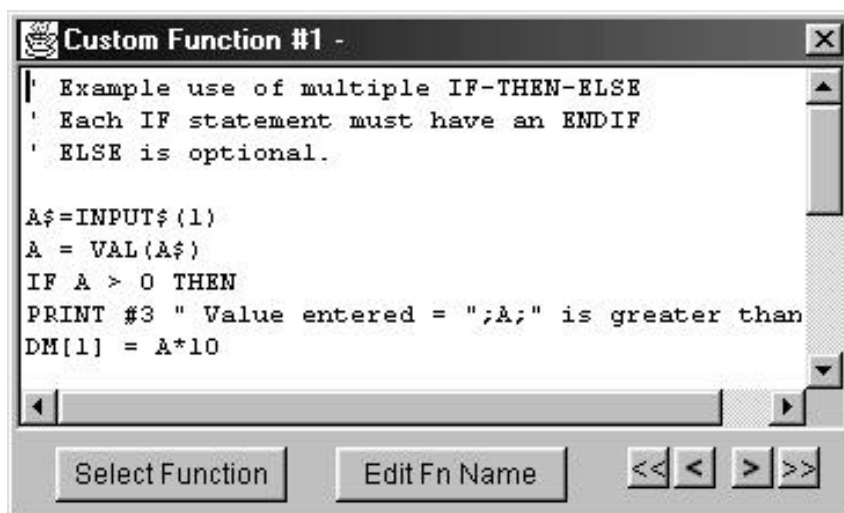 Custom Function #1 -
' Example use of multiple IF-THEN-ELSE
' Each IF statement must have an ENDIF
' ELSE is optional.
A$=INPUT$(1)
A = VAL(A$)
IF A > 0 THEN
PRINT #3 " Value entered = ";A;" is greater than
DM[1] = A*10
Select Function
Edit Fn Name
<< < > >>